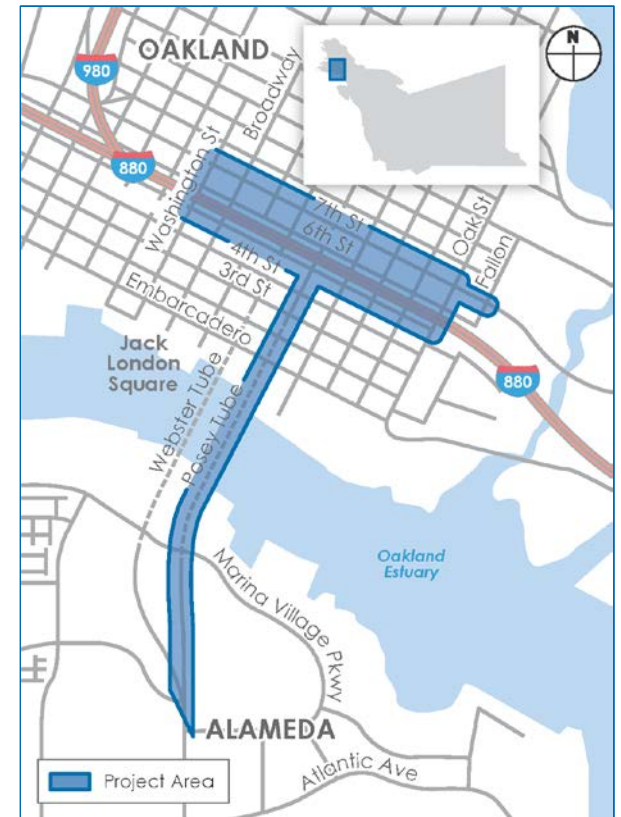 OAKLAND
N
980
Broadway
880
Washington St
7th St
6th St
Oak St
Fallon
4th St
3rd St
Embarcadero
Jack
London
Square
880
Webster Tube
Posey Tube
Oakland
Estuary
Marina Village Pkwy
ALAMEDA
Atlantic Ave
Project Area